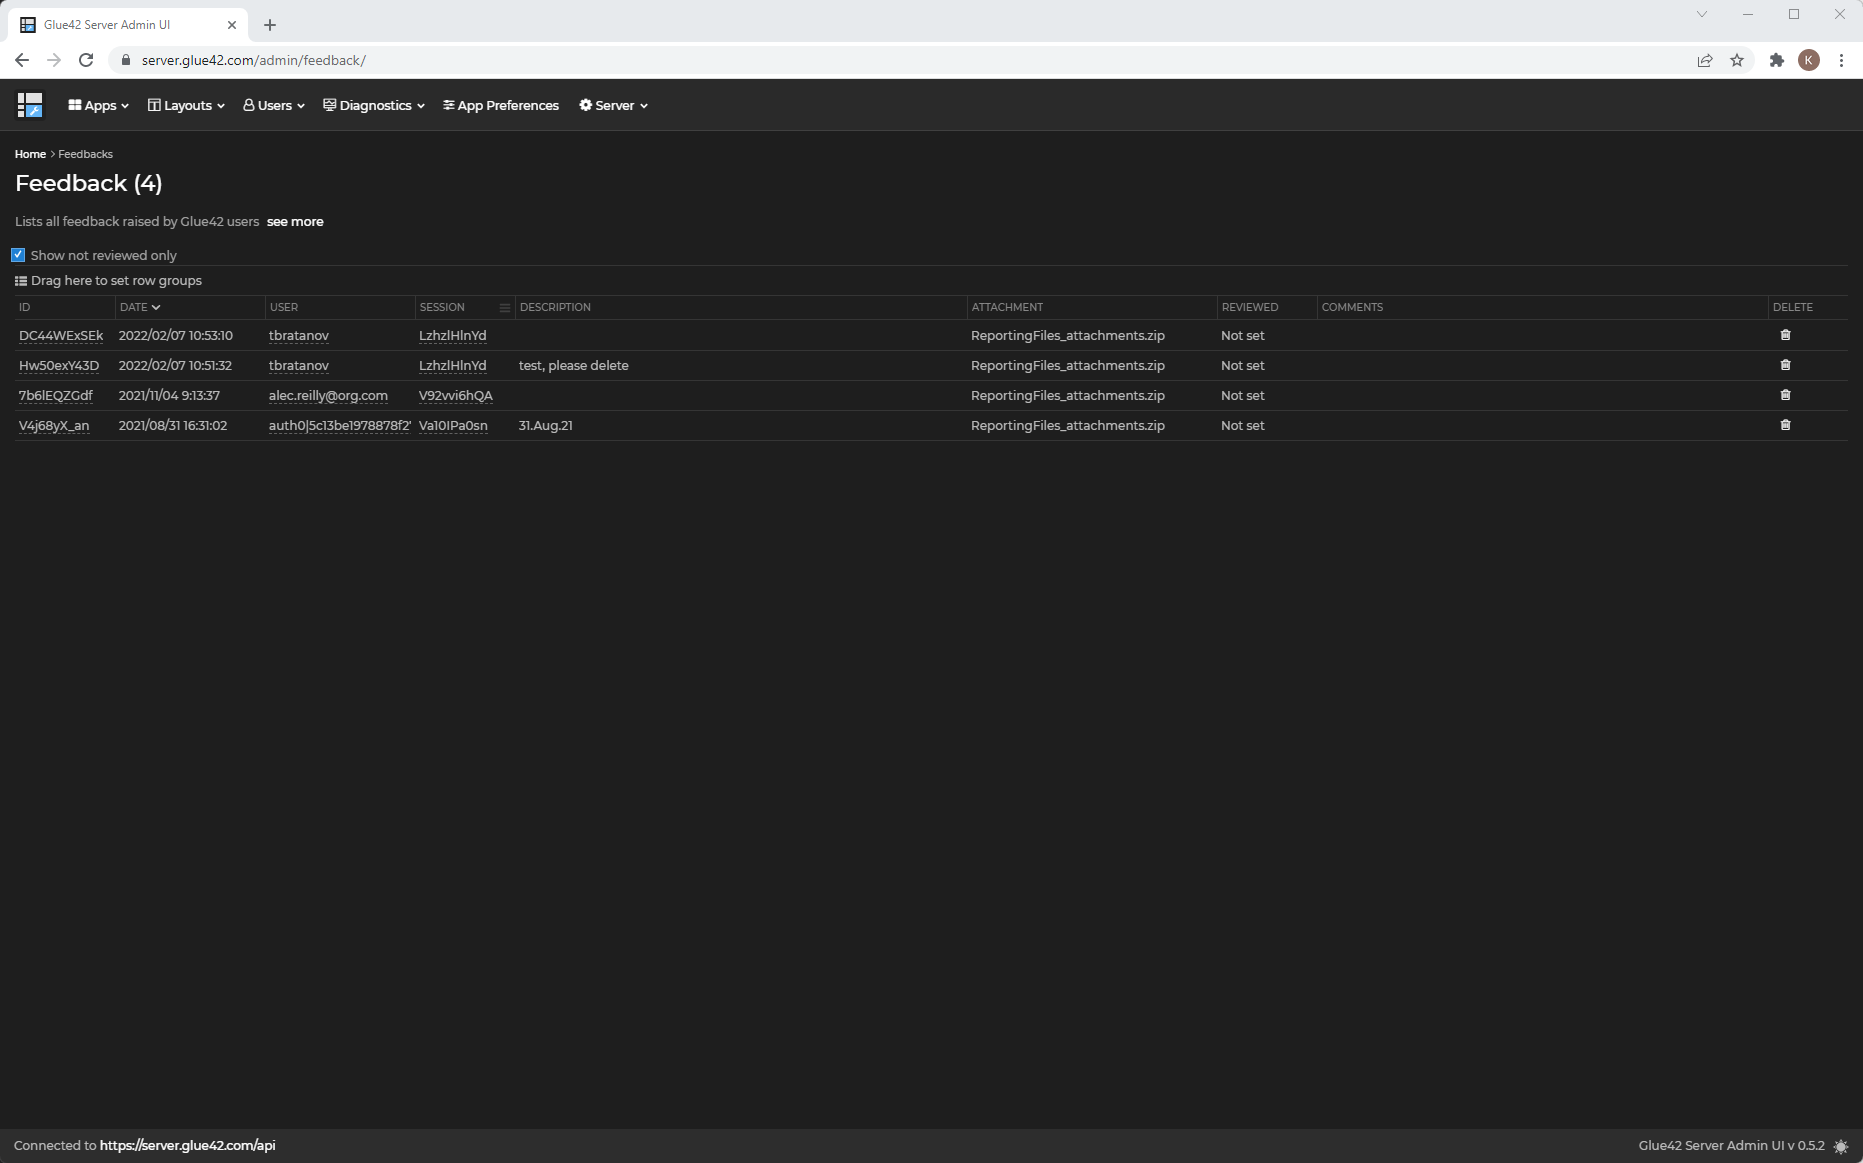 Glue42 Server Admin UI
server.glue42.com/admin/feedback/
K
Apps Layouts Users Diagnostics App Preferences Server
Home > Feedbacks
Feedback (4)
Lists all feedback raised by Glue42 users see more
Show not reviewed only
Drag here to set row groups
ID DATE USER SESSION DESCRIPTION ATTACHMENT REVIEWED COMMENTS DELETE
DC44WExSEk 2022/02/07 10:53:10 tbratanov LzhzlHlnYd ReportingFiles_attachments.zip Not set
Hw50exY43D 2022/02/07 10:51:32 tbratanov LzhzlHlnYd test, please delete ReportingFiles_attachments.zip Not set
7b6lEQZGdf 2021/11/04 9:13:37 alec.reilly@org.com V92vvi6hQA ReportingFiles_attachments.zip Not set
V4j68yX_an 2021/08/31 16:31:02 auth0|5c13be1978878f2 Va10IPa0sn 31.Aug.21 ReportingFiles_attachments.zip Not set
Connected to https://server.glue42.com/api
Glue42 Server Admin UI v 0.5.2